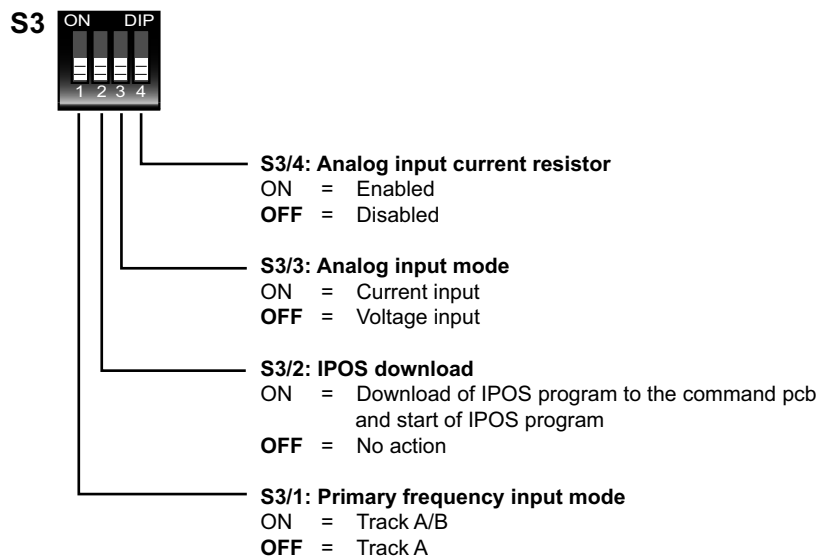 S3
ON DIP
1 2 3 4
S3/4: Analog input current resistor
ON = Enabled
OFF = Disabled
S3/3: Analog input mode
ON = Current input
OFF = Voltage input
S3/2: IPOS download
ON = Download of IPOS program to the command pcb
and start of IPOS program
OFF = No action
S3/1: Primary frequency input mode
ON = Track A/B
OFF = Track A